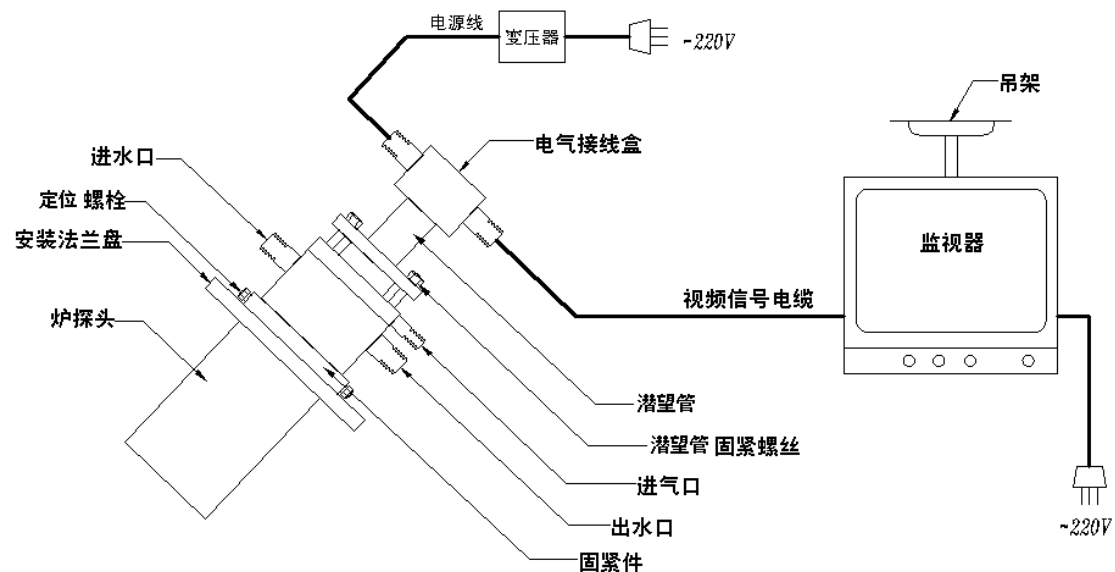 电源线
变压器
~220V
吊架
电气接线盒
进水口
定位 螺栓
安装法兰盘
监视器
视频信号电缆
炉探头
潜望管
潜望管 固紧螺丝
进气口
出水口
固紧件
~220V